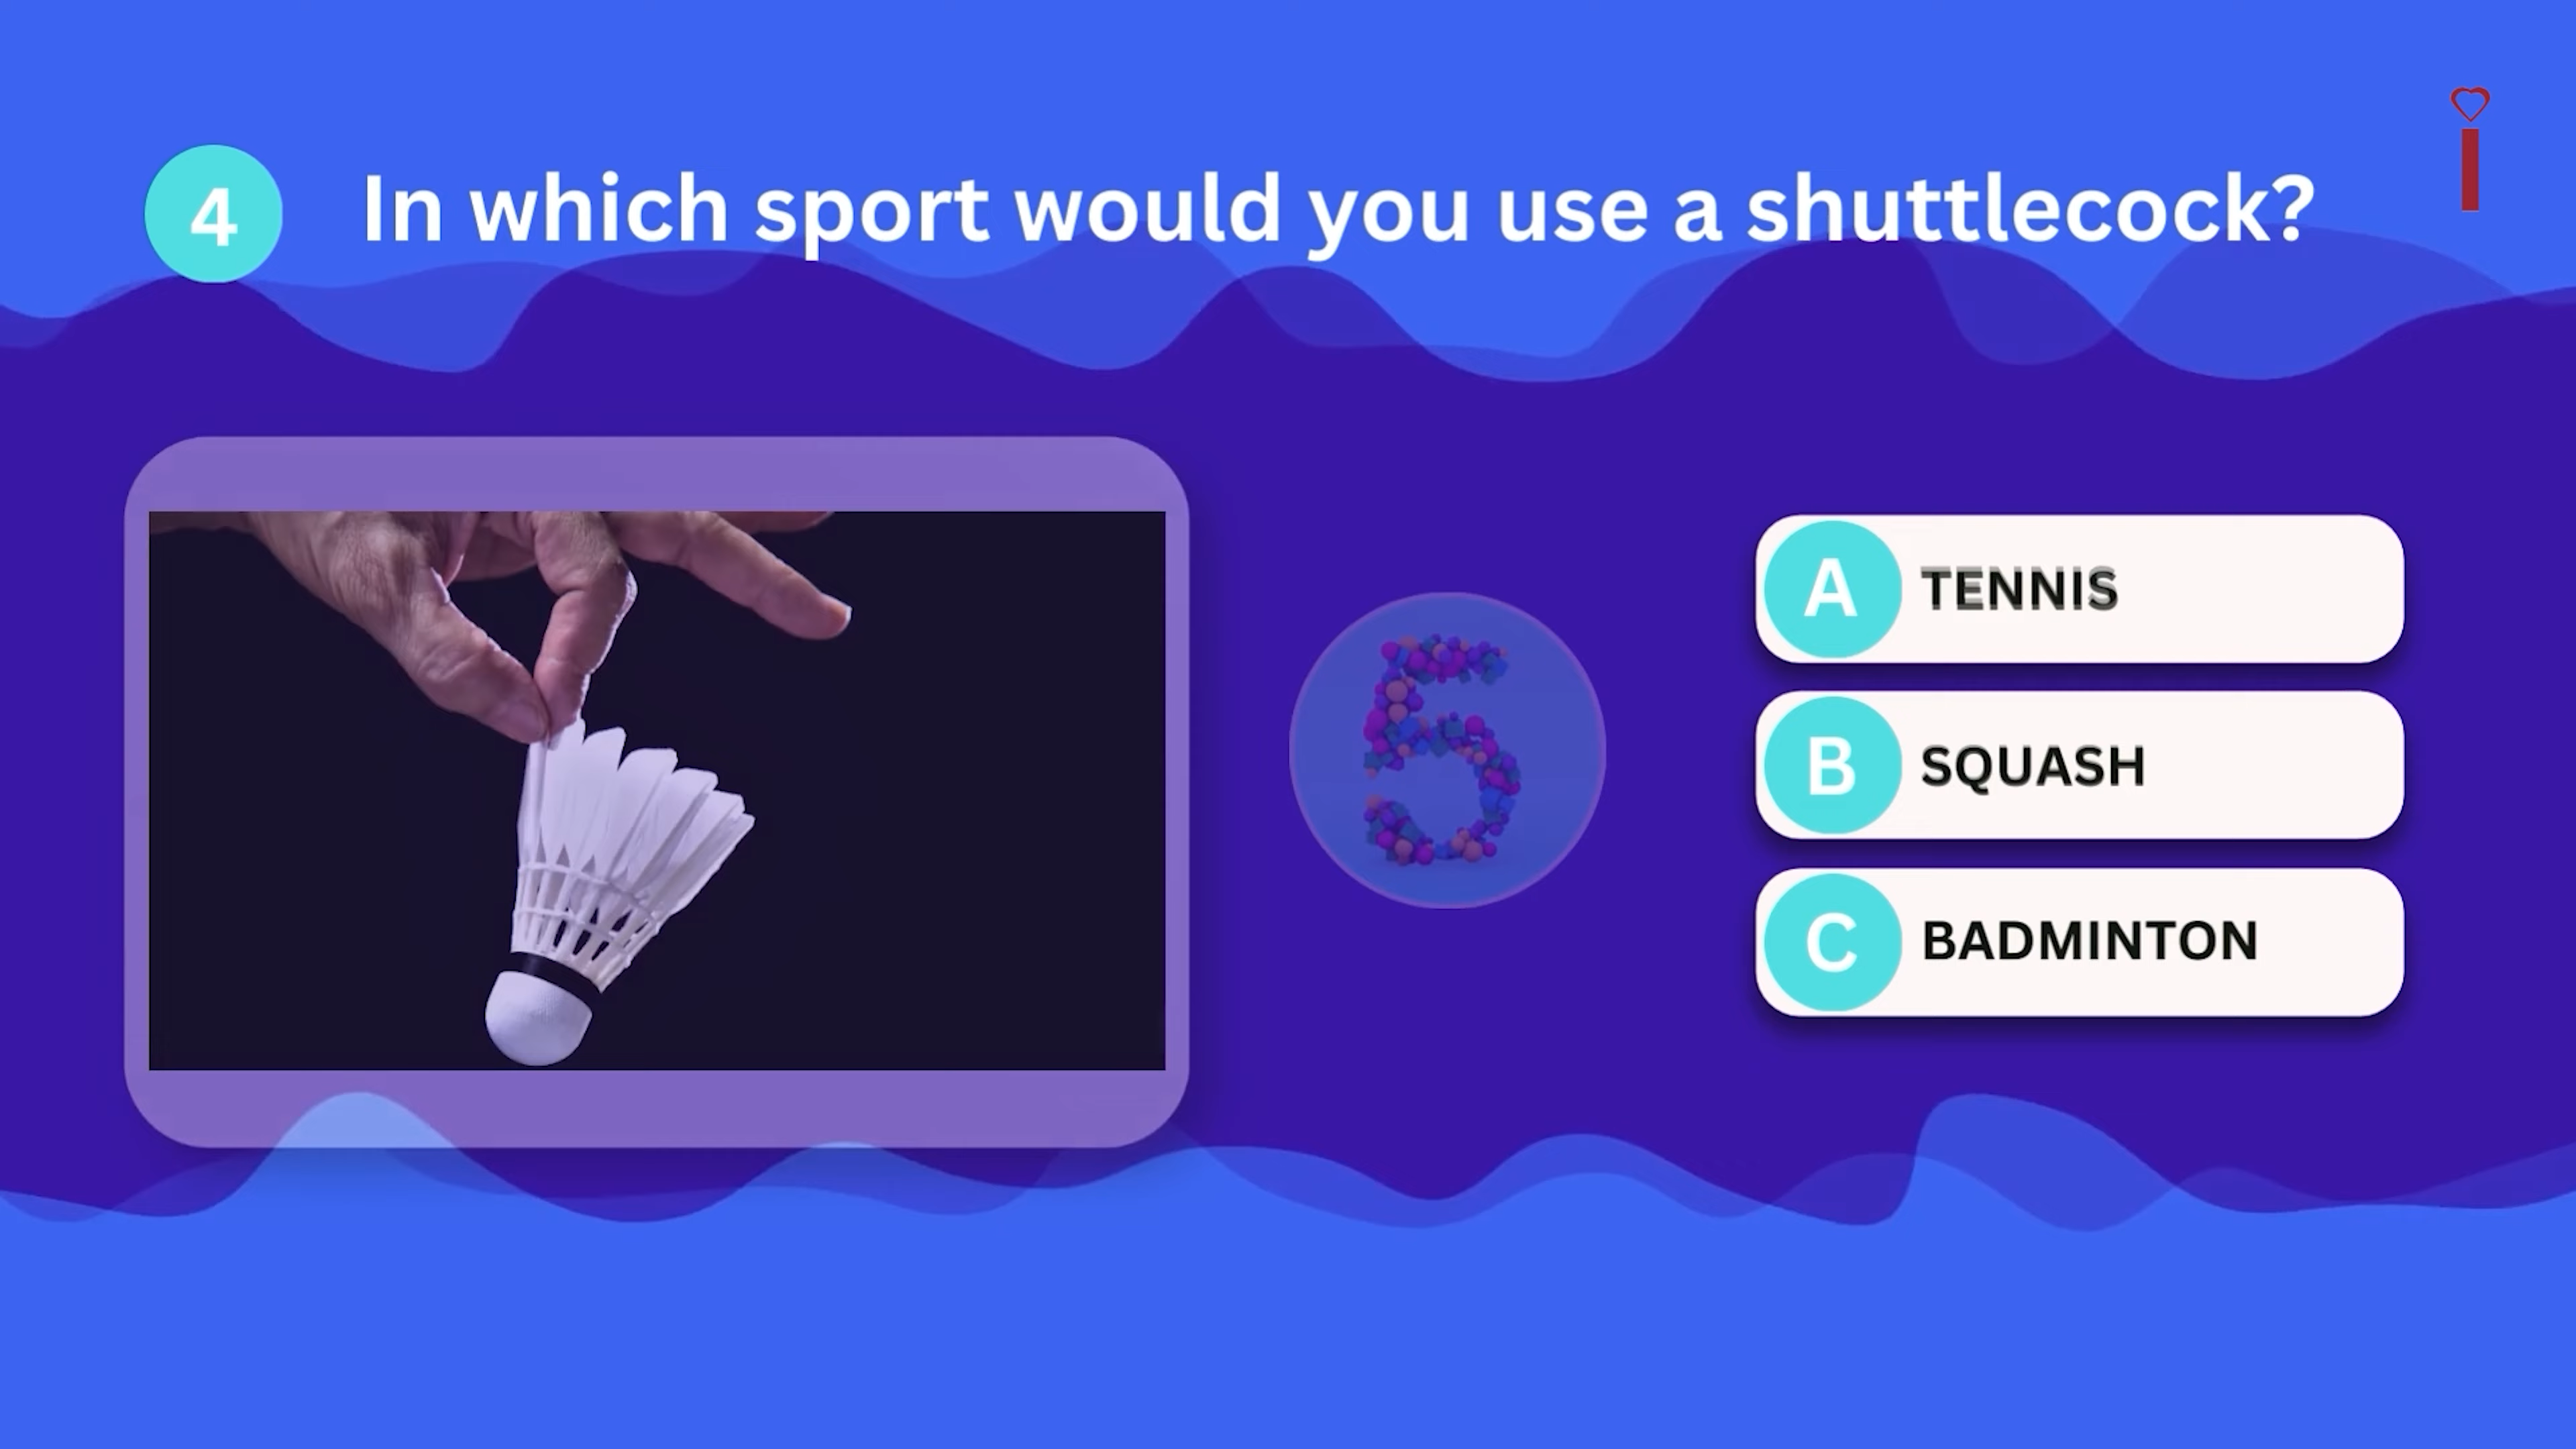 4
In which sport would you use a shuttlecock?
5
A TENNIS
B SQUASH
C BADMINTON